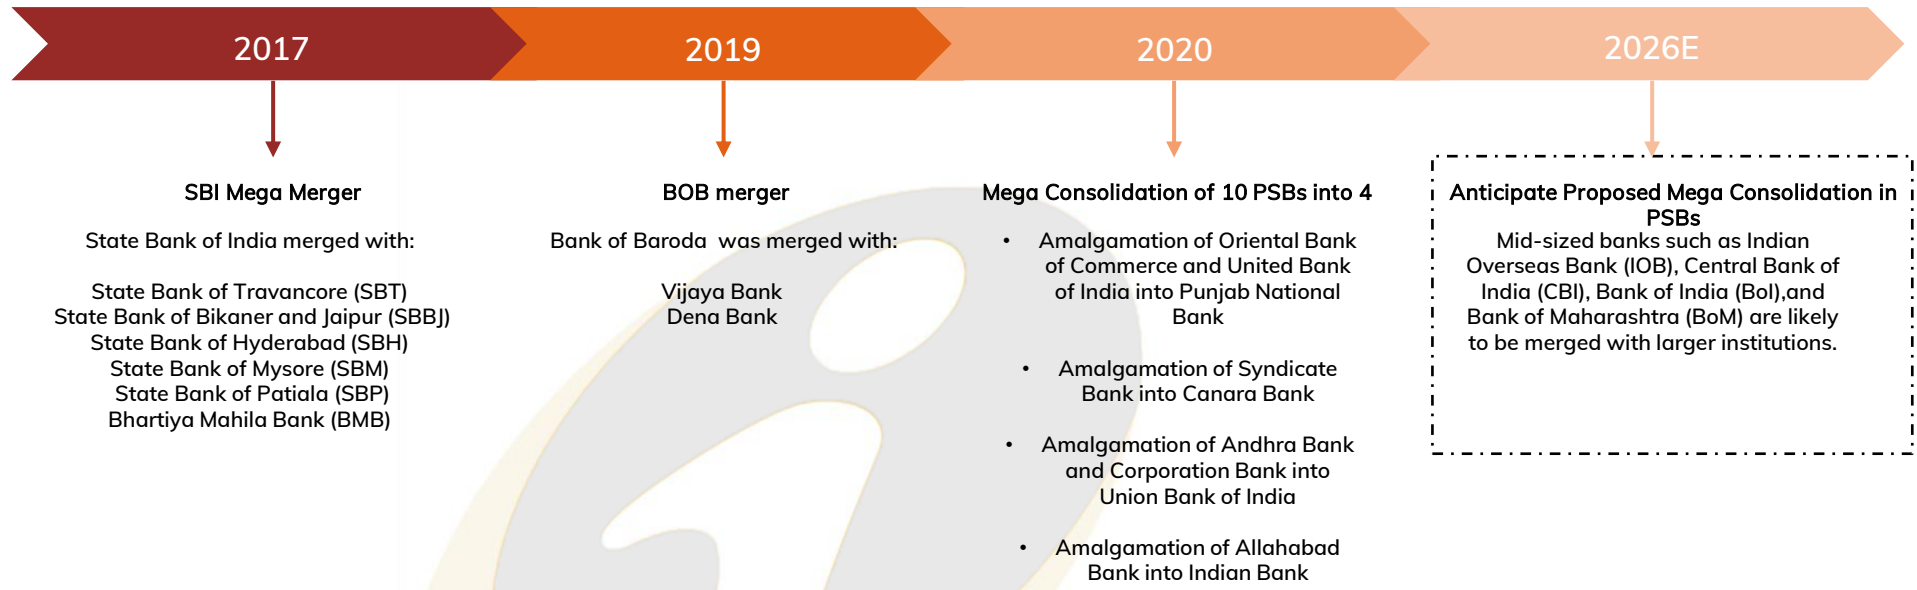 2017
2019
2020
2026E
SBI Mega Merger
State Bank of India merged with:
State Bank of Travancore (SBT)
State Bank of Bikaner and Jaipur (SBBJ)
State Bank of Hyderabad (SBH)
State Bank of Mysore (SBM)
State Bank of Patiala (SBP)
Bhartiya Mahila Bank (BMB)
BOB merger
Bank of Baroda was merged with:
Vijaya Bank
Dena Bank
Mega Consolidation of 10 PSBs into 4
• Amalgamation of Oriental Bank
of Commerce and United Bank
of India into Punjab National
Bank
• Amalgamation of Syndicate
Bank into Canara Bank
• Amalgamation of Andhra Bank
and Corporation Bank into
Union Bank of India
• Amalgamation of Allahabad
Bank into Indian Bank
Anticipate Proposed Mega Consolidation in
PSBs
Mid-sized banks such as Indian
Overseas Bank (IOB), Central Bank of
India (CBI), Bank of India (BoI),and
Bank of Maharashtra (BoM) are likely
to be merged with larger institutions.